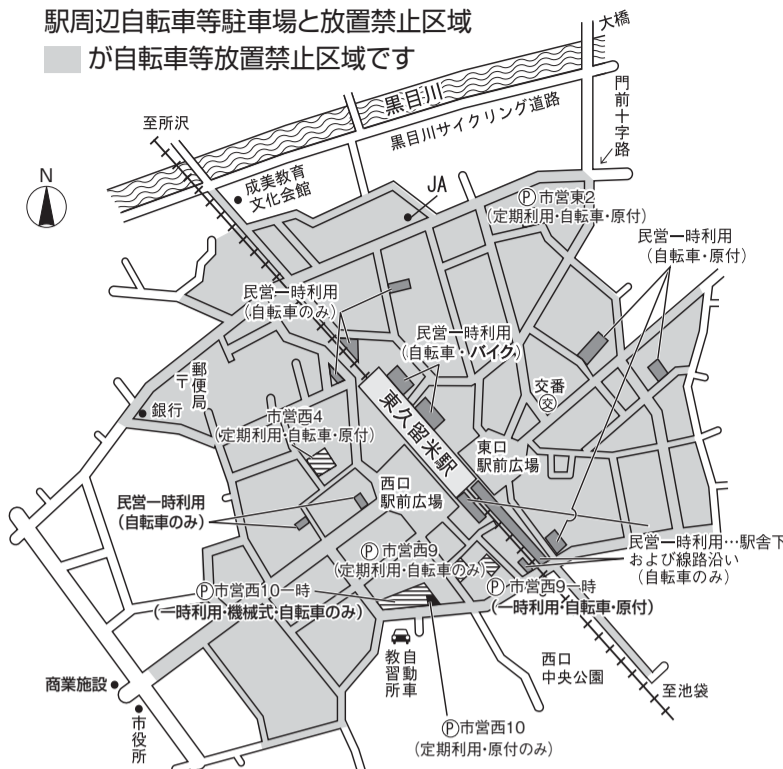 駅周辺自転車等駐車場と放置禁止区域
が自転車等放置禁止区域です
大橋
黒目川
黒目川サイクリング道路
門前十字路
至所沢
N
成美教育
文化会館
JA
Ⓟ市営東2
(定期利用・自転車・原付)
民営一時利用
(自転車・原付)
民営一時利用
(自転車のみ)
民営一時利用
(自転車・バイク)
郵便局
〒
銀行
交番
交
市営西4
(定期利用・自転車・原付)
東久留米駅
東口
駅前広場
西口
駅前広場
民営一時利用
(自転車のみ)
民営一時利用…駅舎下
および線路沿い
(自転車のみ)
Ⓟ市営西9
(定期利用・自転車のみ)
Ⓟ市営西10一時
(一時利用・機械式・自転車のみ)
Ⓟ市営西9一時
(一時利用・自転車・原付)
自動車
教習所
西口
中央公園
商業施設
市役所
至池袋
Ⓟ市営西10
(定期利用・原付のみ)